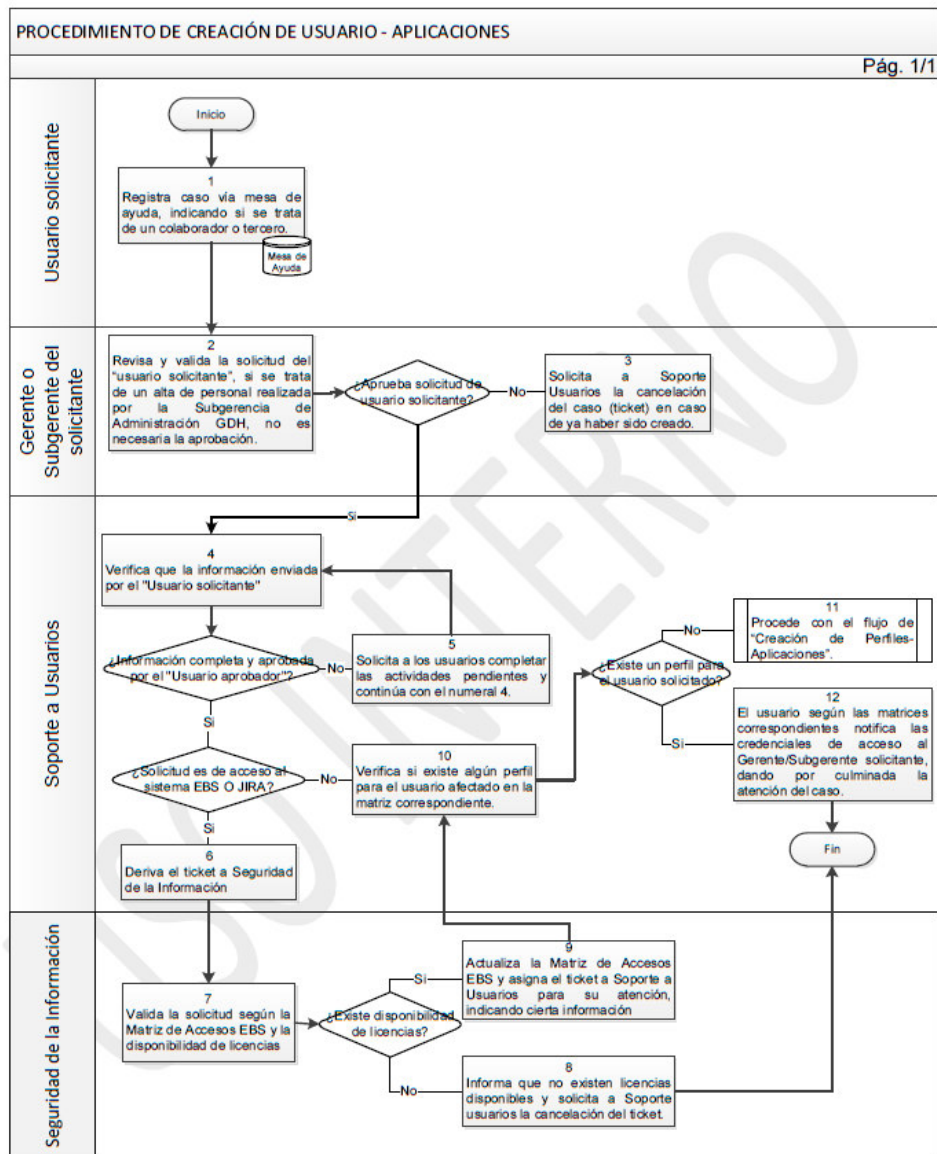 PROCEDIMIENTO DE CREACIÓN DE USUARIO - APLICACIONES
Pág. 1/1
Usuario solicitante
Inicio
1
Registra caso vía mesa de
ayuda, indicando si se trata
de un colaborador o tercero.
Mesa de
Ayuda
Gerente o
Subgerente del
solicitante
2
Revisa y valida la solicitud del
"usuario solicitante", si se trata
de un alta de personal realizada
por la Subgerencia de
Administración GDH, no es
necesaria la aprobación.
¿Aprueba solicitud de
usuario solicitante?
No
3
Solicita a Soporte
Usuarios la cancelación
del caso (ticket) en caso
de ya haber sido creado.
Si
Soporte a Usuarios
4
Verifica que la información enviada
por el "Usuario solicitante"
¿Información completa y aprobada
por el "Usuario aprobador"?
No
5
Solicita a los usuarios completar
las actividades pendientes y
continúa con el numeral 4.
Si
¿Existe un perfil para
el usuario solicitado?
No
11
Procede con el flujo de
"Creación de Perfiles-
Aplicaciones".
Si
12
El usuario según las matrices
correspondientes notifica las
credenciales de acceso al
Gerente/Subgerente solicitante,
dando por culminada la
atención del caso.
¿Solicitud es de acceso al
sistema EBS O JIRA?
No
10
Verifica si existe algún perfil
para el usuario afectado en la
matriz correspondiente.
Si
6
Deriva el ticket a Seguridad
de la Información
Fin
Seguridad de la Información
7
Valida la solicitud según la
Matriz de Accesos EBS y la
disponibilidad de licencias
¿Existe disponibilidad
de licencias?
Si
9
Actualiza la Matriz de Accesos
EBS y asigna el ticket a Soporte a
Usuarios para su atención,
indicando cierta información
No
8
Informa que no existen licencias
disponibles y solicita a Soporte
usuarios la cancelación del ticket.
USO INTERNO